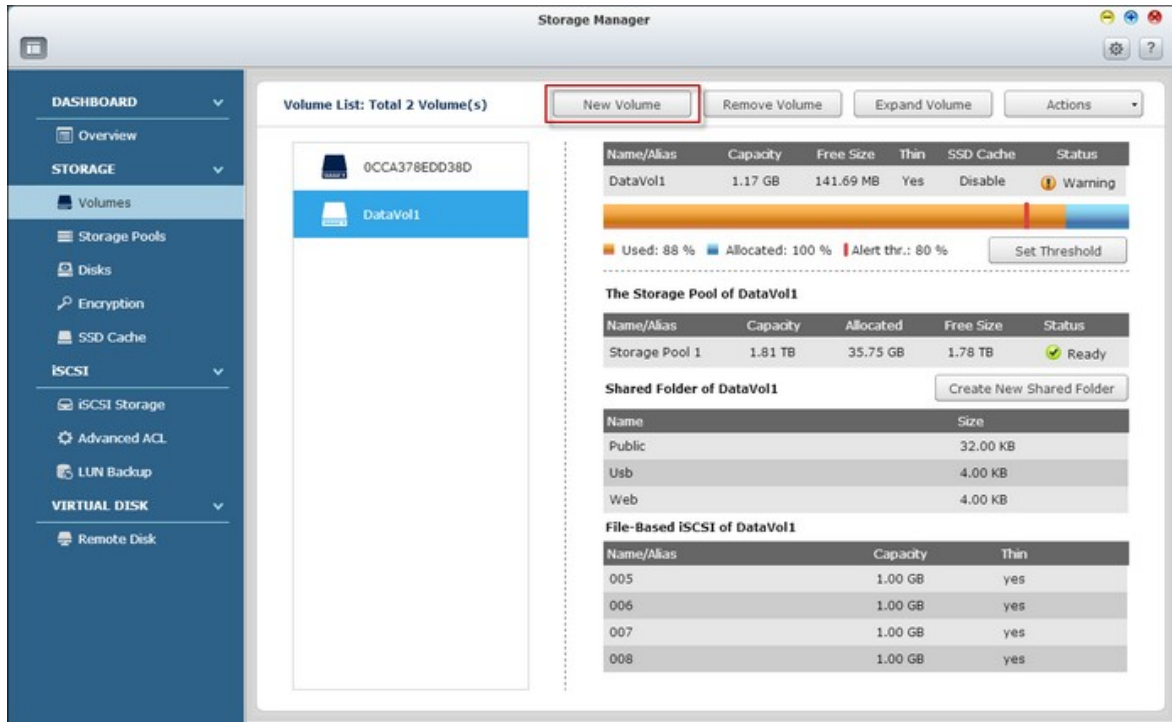 Storage Manager
DASHBOARD
Overview
STORAGE
Volumes
Storage Pools
Disks
Encryption
SSD Cache
iSCSI
iSCSI Storage
Advanced ACL
LUN Backup
VIRTUAL DISK
Remote Disk
Volume List: Total 2 Volume(s)
New Volume Remove Volume Expand Volume Actions
0CCA378EDD38D
DataVol1
Name/Alias Capacity Free Size Thin SSD Cache Status
DataVol1 1.17 GB 141.69 MB Yes Disable Warning
Used: 88 % Allocated: 100 % Alert thr.: 80 % Set Threshold
The Storage Pool of DataVol1
Name/Alias Capacity Allocated Free Size Status
Storage Pool 1 1.81 TB 35.75 GB 1.78 TB Ready
Shared Folder of DataVol1 Create New Shared Folder
Name Size
Public 32.00 KB
Usb 4.00 KB
Web 4.00 KB
File-Based iSCSI of DataVol1
Name/Alias Capacity Thin
005 1.00 GB yes
006 1.00 GB yes
007 1.00 GB yes
008 1.00 GB yes